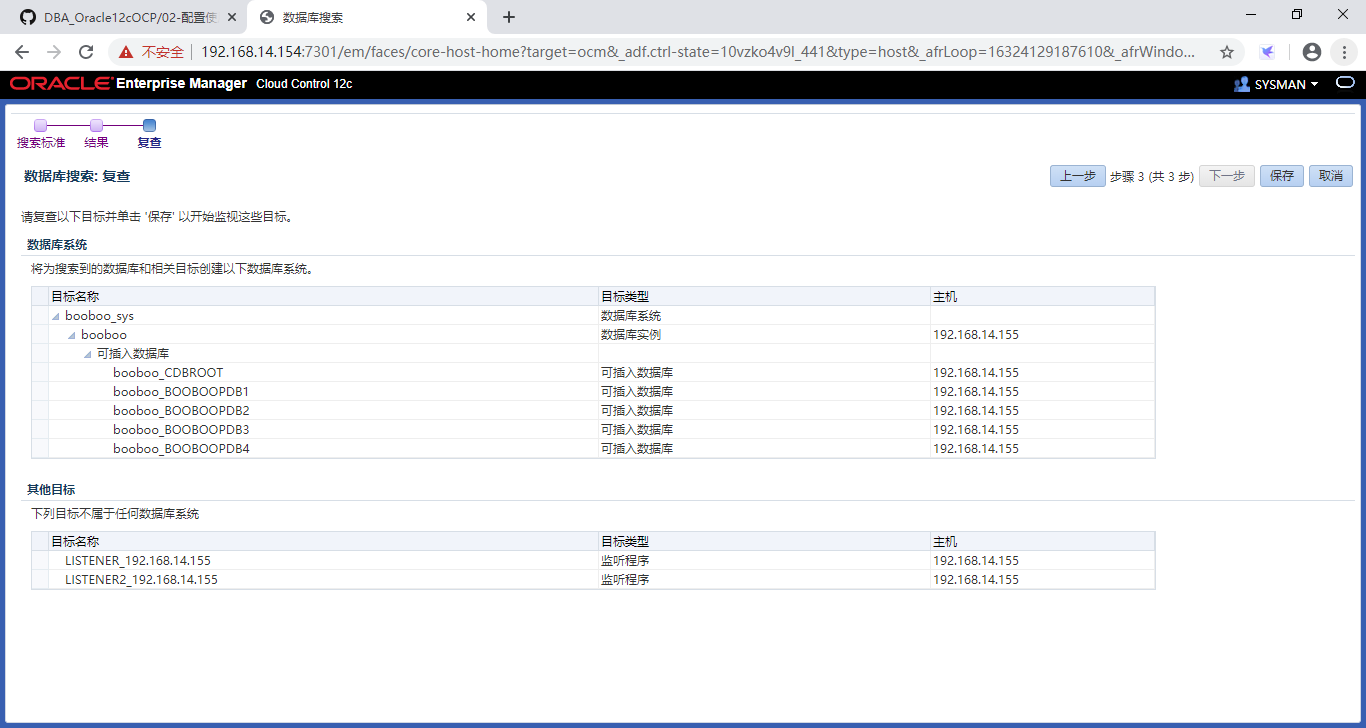 DBA_Oracle12cOCP/02-配置使
数据库搜索
不安全 192.168.14.154:7301/em/faces/core-host-home?target=ocm&_adf.ctrl-state=10vzko4v9l_441&type=host&_afrLoop=16324129187610&_afrWindo...
ORACLE Enterprise Manager Cloud Control 12c SYSMAN
搜索标准 结果 复查
数据库搜索: 复查 上一步 步骤 3 (共 3 步) 下一步 保存 取消
请复查以下目标并单击 '保存' 以开始监视这些目标。
数据库系统
将为搜索到的数据库和相关目标创建以下数据库系统。
目标名称 目标类型 主机
booboo_sys 数据库系统
booboo 数据库实例 192.168.14.155
可插入数据库
booboo_CDBROOT 可插入数据库 192.168.14.155
booboo_BOOBOOPDB1 可插入数据库 192.168.14.155
booboo_BOOBOOPDB2 可插入数据库 192.168.14.155
booboo_BOOBOOPDB3 可插入数据库 192.168.14.155
booboo_BOOBOOPDB4 可插入数据库 192.168.14.155
其他目标
下列目标不属于任何数据库系统
目标名称 目标类型 主机
LISTENER_192.168.14.155 监听程序 192.168.14.155
LISTENER2_192.168.14.155 监听程序 192.168.14.155